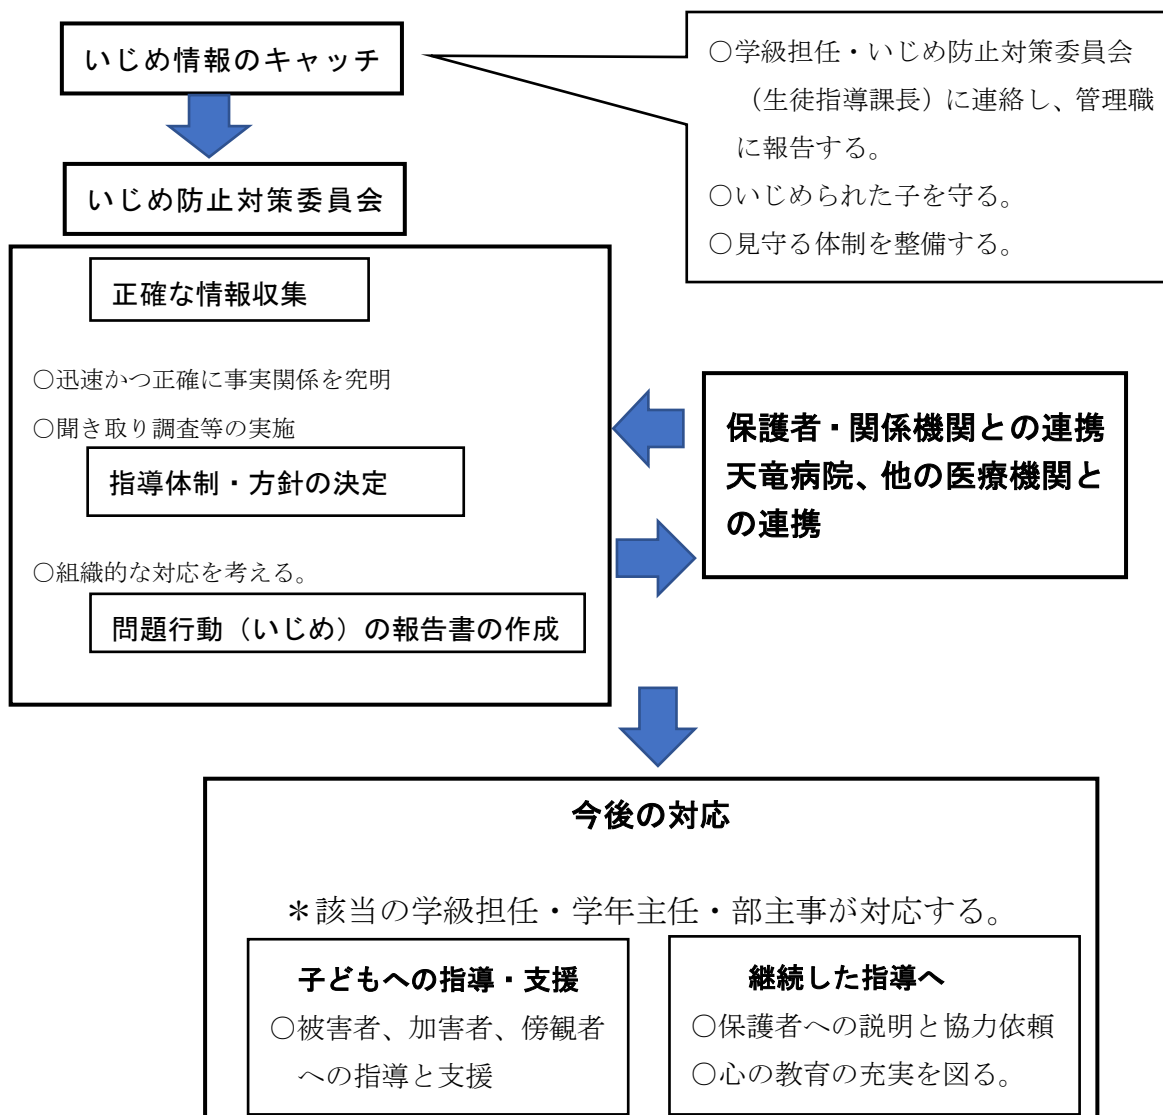 いじめ情報のキャッチ
○学級担任・いじめ防止対策委員会
（生徒指導課長）に連絡し、管理職
に報告する。
○いじめられた子を守る。
○見守る体制を整備する。
いじめ防止対策委員会
正確な情報収集
○迅速かつ正確に事実関係を究明
○聞き取り調査等の実施
指導体制・方針の決定
○組織的な対応を考える。
問題行動（いじめ）の報告書の作成
保護者・関係機関との連携
天竜病院、他の医療機関と
の連携
今後の対応
＊該当の学級担任・学年主任・部主事が対応する。
子どもへの指導・支援
○被害者、加害者、傍観者
への指導と支援
継続した指導へ
○保護者への説明と協力依頼
○心の教育の充実を図る。